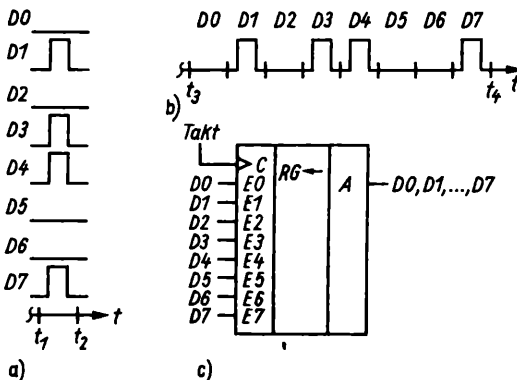 D0
D1
D2
D3
D4
D5
D6
D7
t1 t2 t
a)
D0 D1 D2 D3 D4 D5 D6 D7
t3 t4 t
b)
Takt
C
RG
A
D0 E0
D1 E1
D2 E2
D3 E3
D4 E4
D5 E5
D6 E6
D7 E7
D0, D1, ..., D7
c)